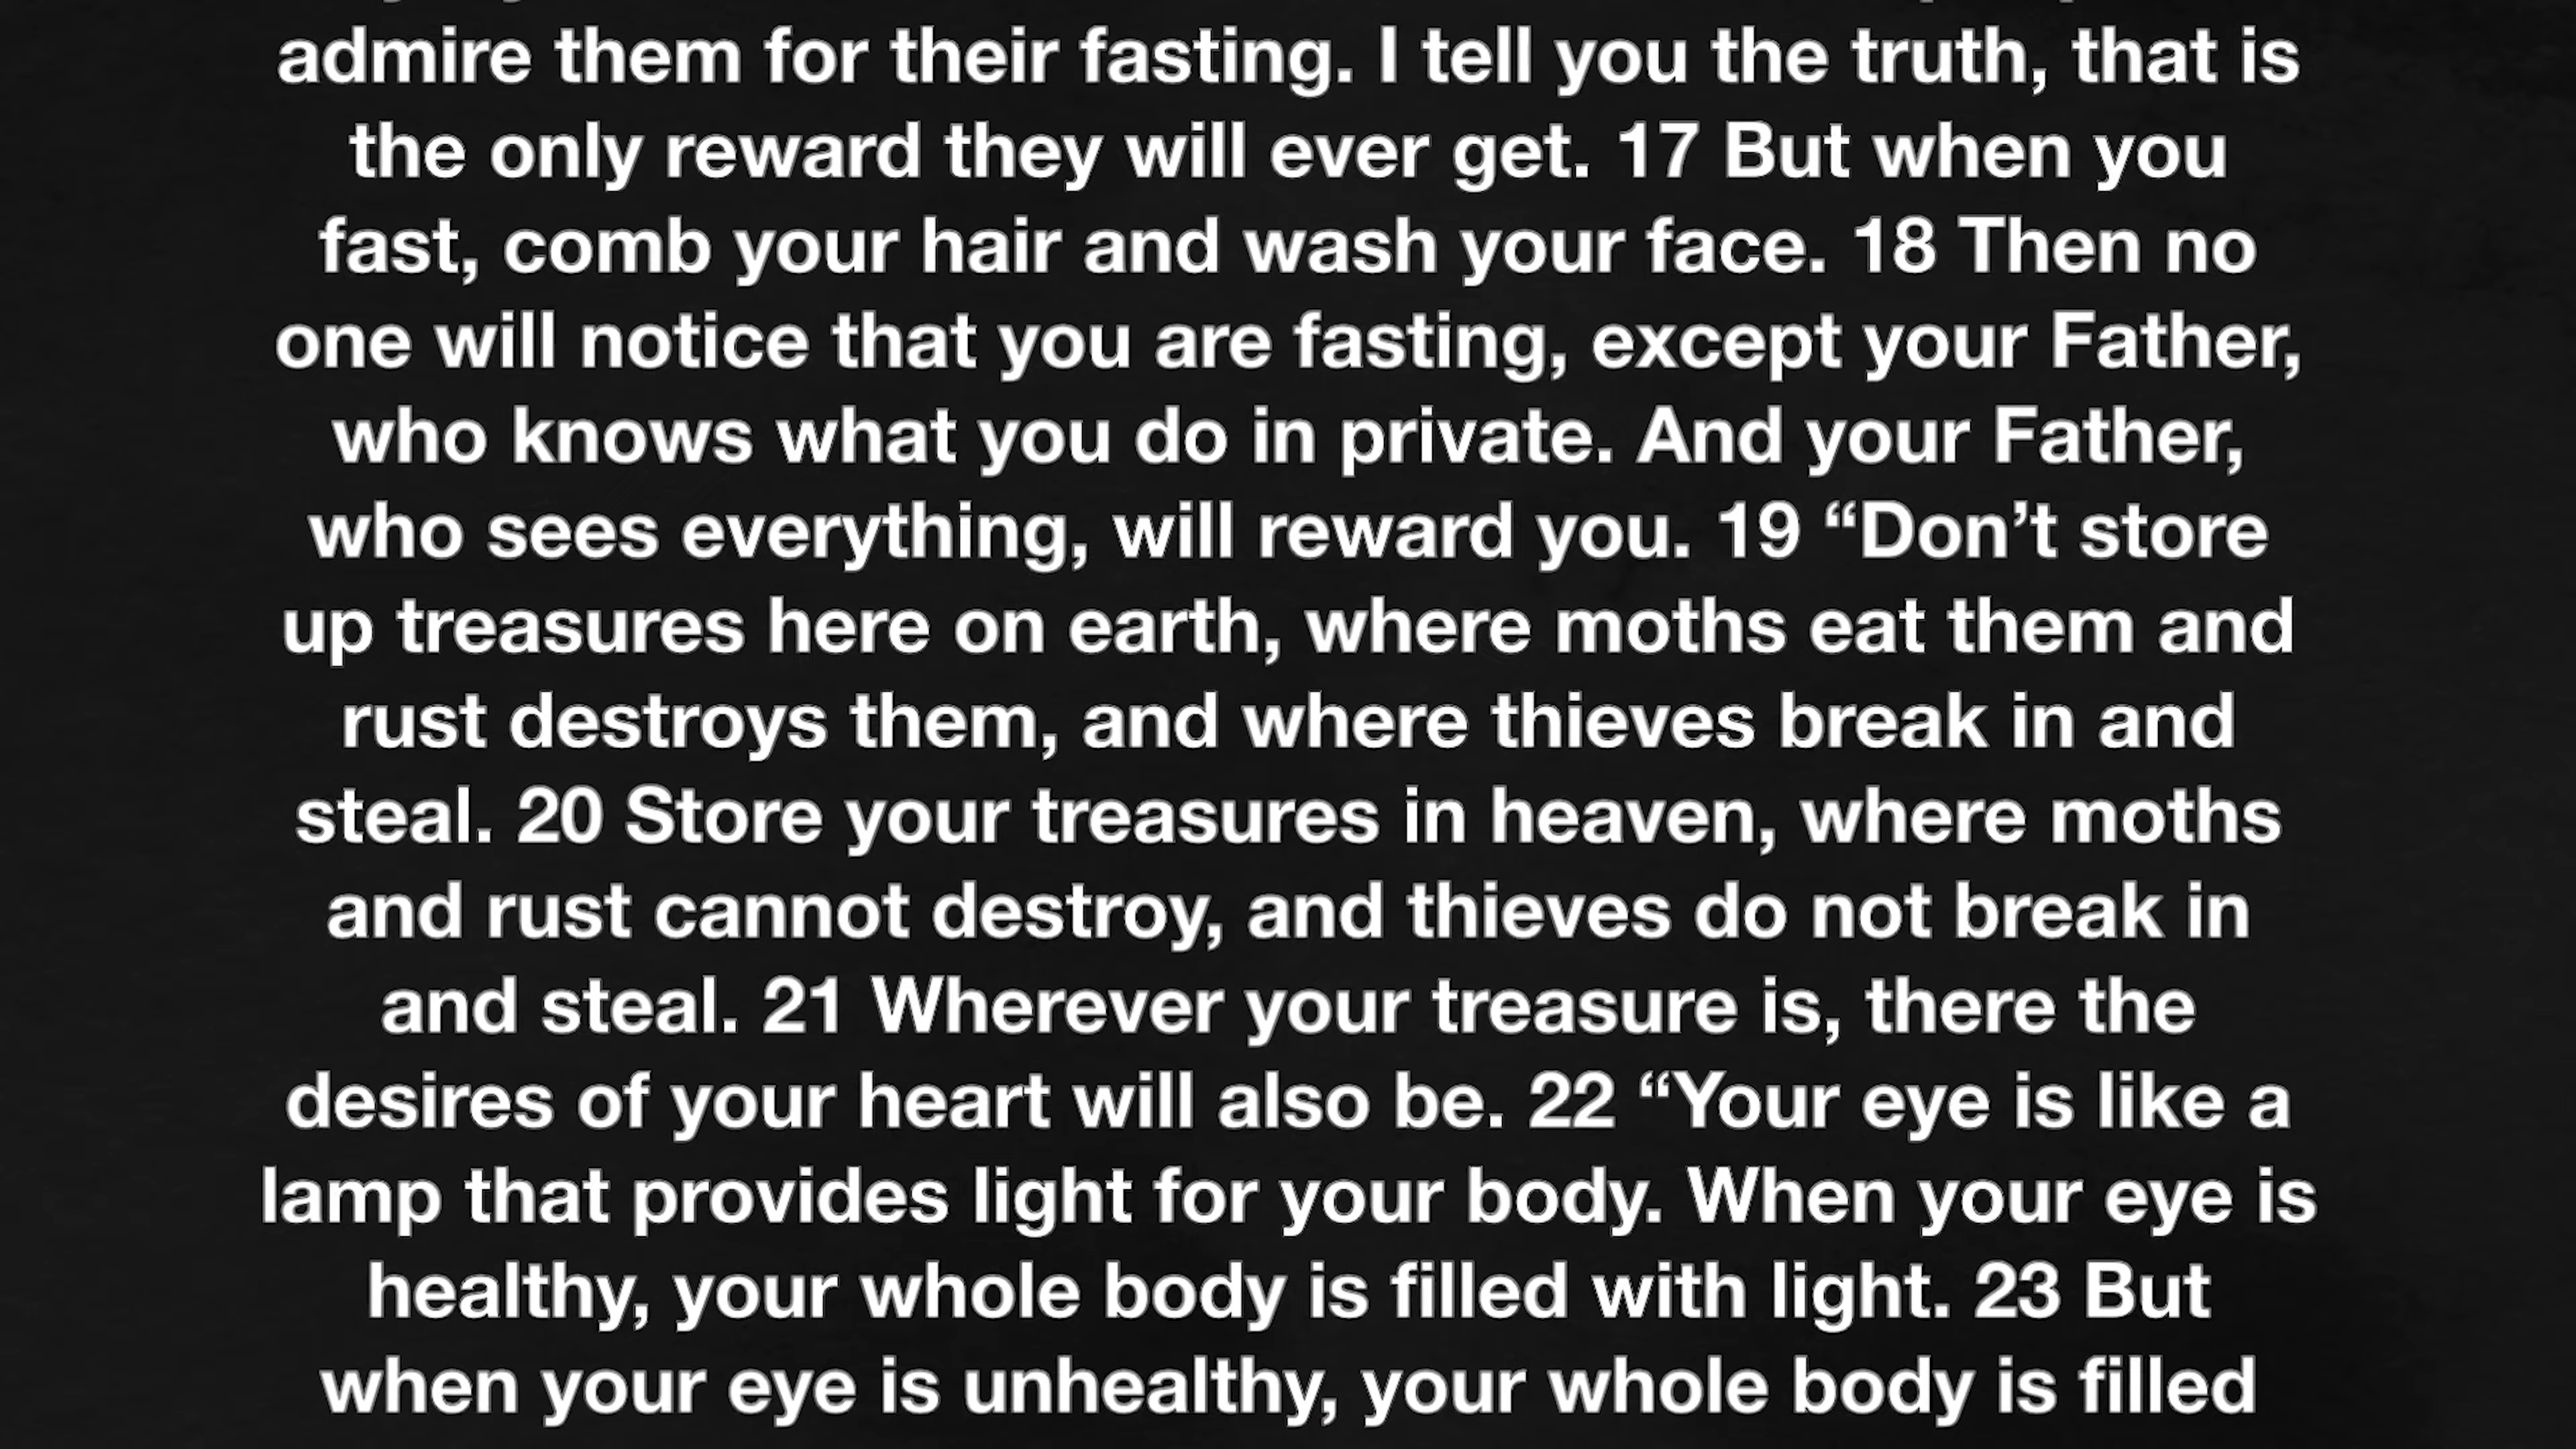 admire them for their fasting. I tell you the truth, that is
the only reward they will ever get. 17 But when you
fast, comb your hair and wash your face. 18 Then no
one will notice that you are fasting, except your Father,
who knows what you do in private. And your Father,
who sees everything, will reward you. 19 “Don’t store
up treasures here on earth, where moths eat them and
rust destroys them, and where thieves break in and
steal. 20 Store your treasures in heaven, where moths
and rust cannot destroy, and thieves do not break in
and steal. 21 Wherever your treasure is, there the
desires of your heart will also be. 22 “Your eye is like a
lamp that provides light for your body. When your eye is
healthy, your whole body is filled with light. 23 But
when your eye is unhealthy, your whole body is filled